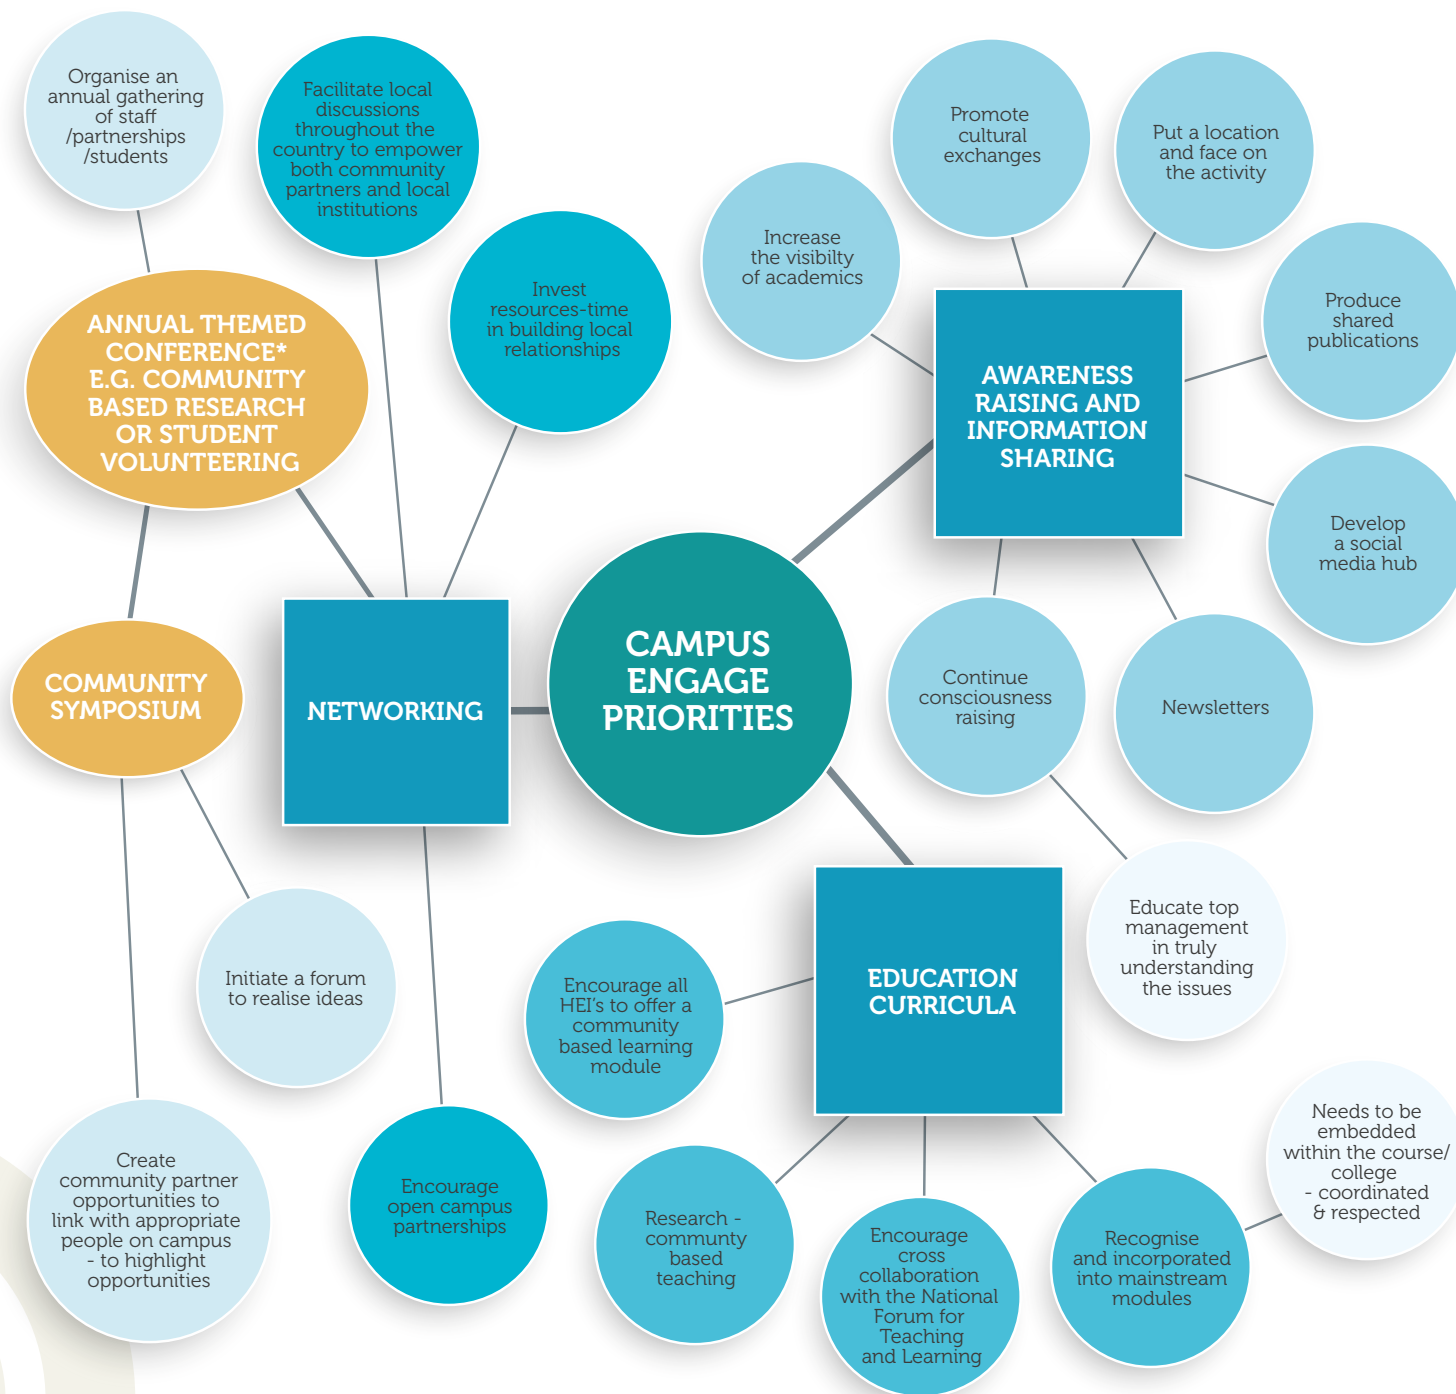 Organise an
annual gathering
of staff
/partnerships
/students
Facilitate local
discussions
throughout the
country to empower
both community
partners and local
institutions
Invest
resources-time
in building local
relationships
ANNUAL THEMED
CONFERENCE*
E.G. COMMUNITY
BASED RESEARCH
OR STUDENT
VOLUNTEERING
COMMUNITY
SYMPOSIUM
NETWORKING
CAMPUS
ENGAGE
PRIORITIES
Increase
the visibilty
of academics
Promote
cultural
exchanges
Put a location
and face on
the activity
Produce
shared
publications
Develop
a social
media hub
AWARENESS
RAISING AND
INFORMATION
SHARING
Continue
consciousness
raising
Newsletters
Educate top
management
in truly
understanding
the issues
EDUCATION
CURRICULA
Encourage all
HEI's to offer a
community
based learning
module
Initiate a forum
to realise ideas
Create
community partner
opportunities to
link with appropriate
people on campus
- to highlight
opportunities
Encourage
open campus
partnerships
Research -
communty
based
teaching
Encourage
cross
collaboration
with the National
Forum for
Teaching
and Learning
Recognise
and incorporated
into mainstream
modules
Needs to be
embedded
within the course/
college
- coordinated
& respected